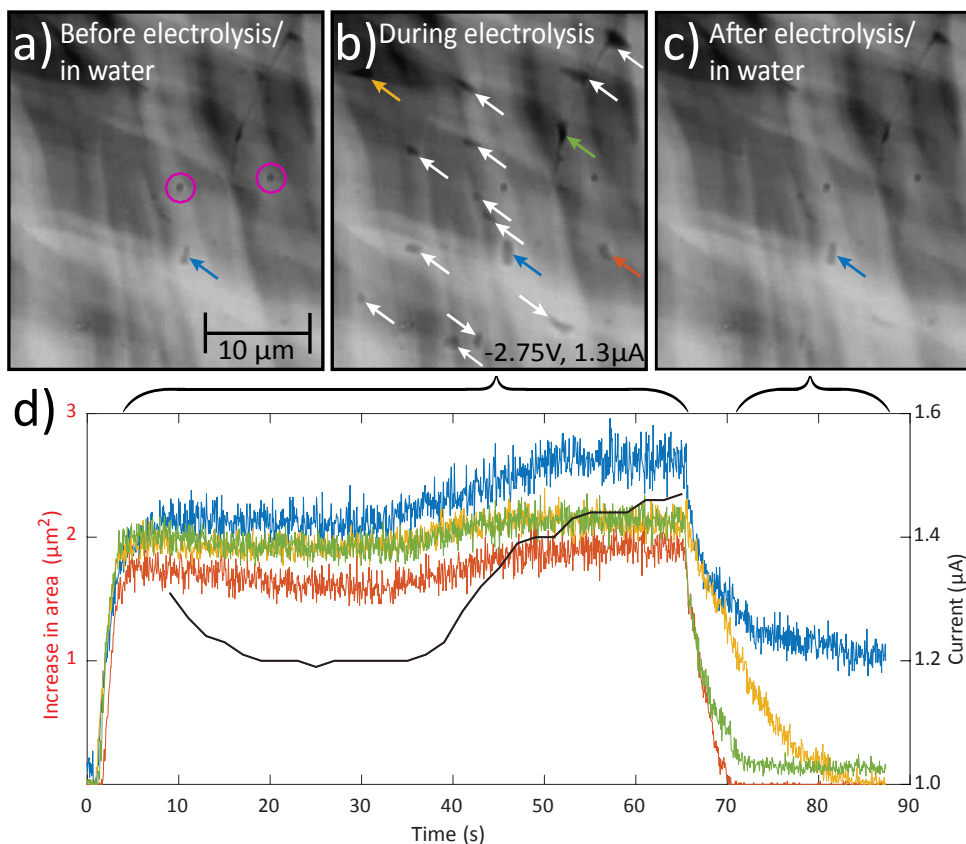 a) Before electrolysis/
in water
b) During electrolysis
c) After electrolysis/
in water
10 µm
-2.75V, 1.3µA
d)
3
2
1
Increase in area (µm²)
1.6
1.4
1.2
1.0
Current (µA)
0 10 20 30 40 50 60 70 80 90
Time (s)